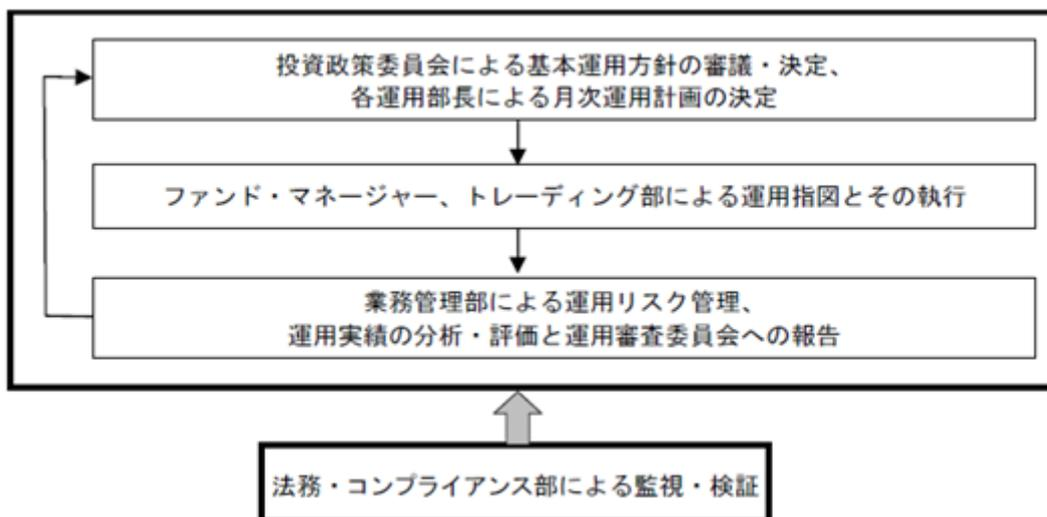 投資政策委員会による基本運用方針の審議・決定、
各運用部長による月次運用計画の決定
ファンド・マネージャー、トレーディング部による運用指図とその執行
業務管理部による運用リスク管理、
運用実績の分析・評価と運用審査委員会への報告
法務・コンプライアンス部による監視・検証